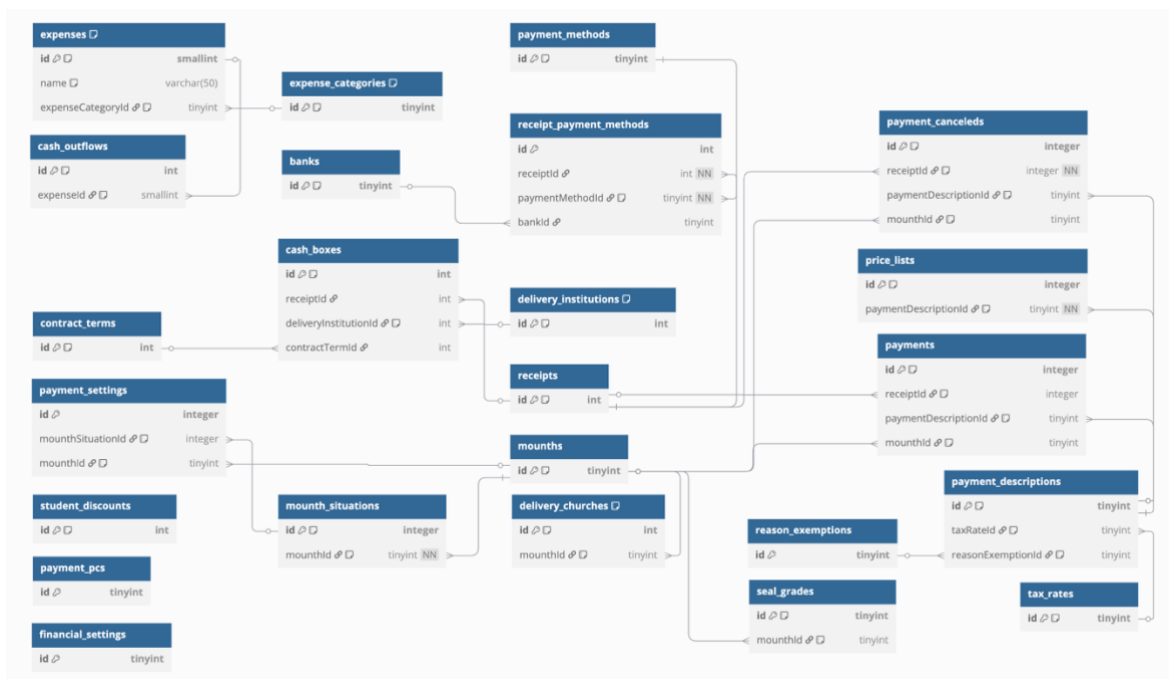 expenses
id smallint
name varchar(50)
expenseCategoryId tinyint
cash_outflows
id int
expenseId smallint
expense_categories
id tinyint
banks
id tinyint
payment_methods
id tinyint
receipt_payment_methods
id int
receiptId int NN
paymentMethodId tinyint NN
bankId tinyint
cash_boxes
id int
receiptId int
deliveryInstitutionId int
contractTermId int
delivery_institutions
id int
contract_terms
id int
receipts
id int
payment_settings
id integer
mounthSituationId integer
mounthId tinyint
mounths
id tinyint
student_discounts
id int
mounth_situations
id integer
mounthId tinyint NN
delivery_churches
id int
mounthId tinyint
payment_pcs
id tinyint
financial_settings
id tinyint
payment_canceleds
id integer
receiptId integer NN
paymentDescriptionId tinyint
mounthId tinyint
price_lists
id integer
paymentDescriptionId tinyint NN
payments
id integer
receiptId integer
paymentDescriptionId tinyint
mounthId tinyint
payment_descriptions
id tinyint
taxRateId tinyint
reasonExemptionId tinyint
reason_exemptions
id tinyint
seal_grades
id tinyint
mounthId tinyint
tax_rates
id tinyint